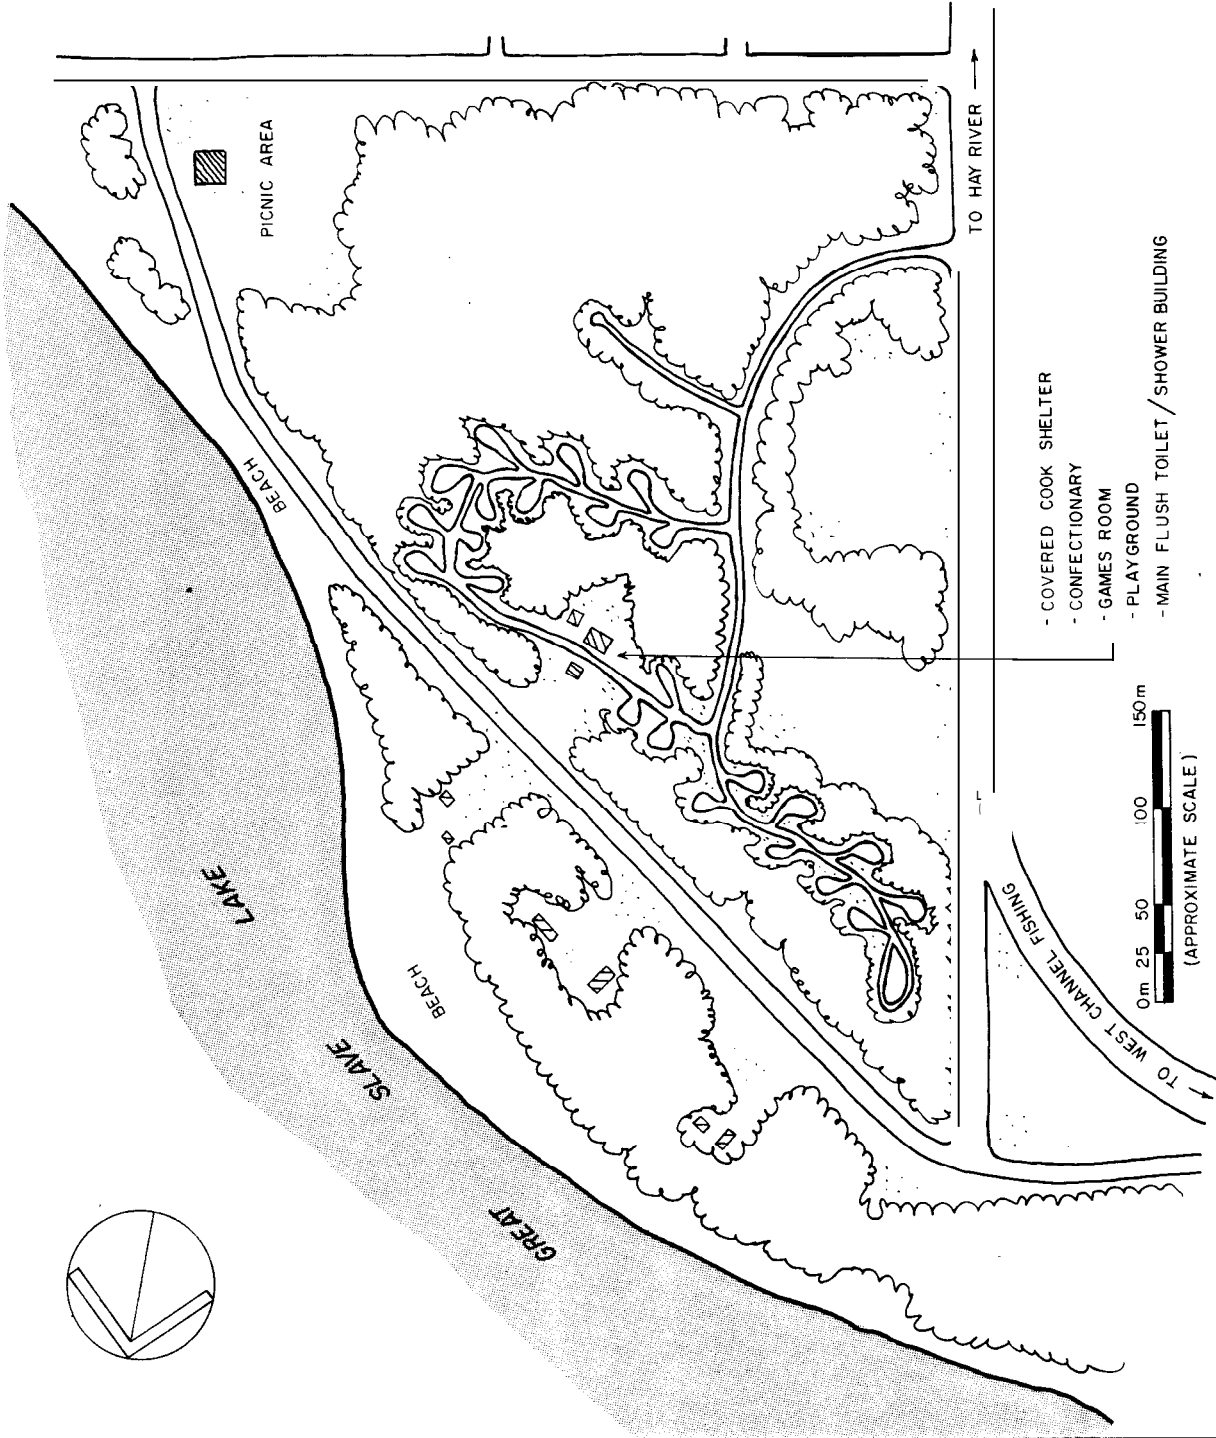 GREAT
SLAVE
LAKE
BEACH
BEACH
PICNIC AREA
TO HAY RIVER
TO WEST CHANNEL FISHING
- COVERED COOK SHELTER
- CONFECTIONARY
- GAMES ROOM
- PLAYGROUND
- MAIN FLUSH TOILET / SHOWER BUILDING
0m 25 50 100 150m
(APPROXIMATE SCALE)